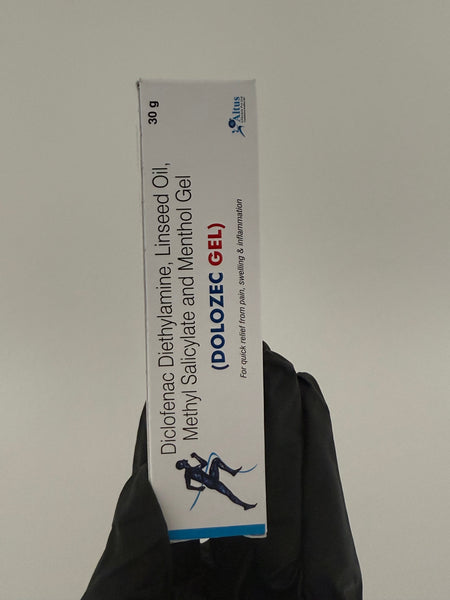 30 g
Altus
Diclofenac Diethylamine, Linseed Oil,
Methyl Salicylate and Menthol Gel
(DOLOZEC GEL)
For quick relief from pain, swelling & inflammation